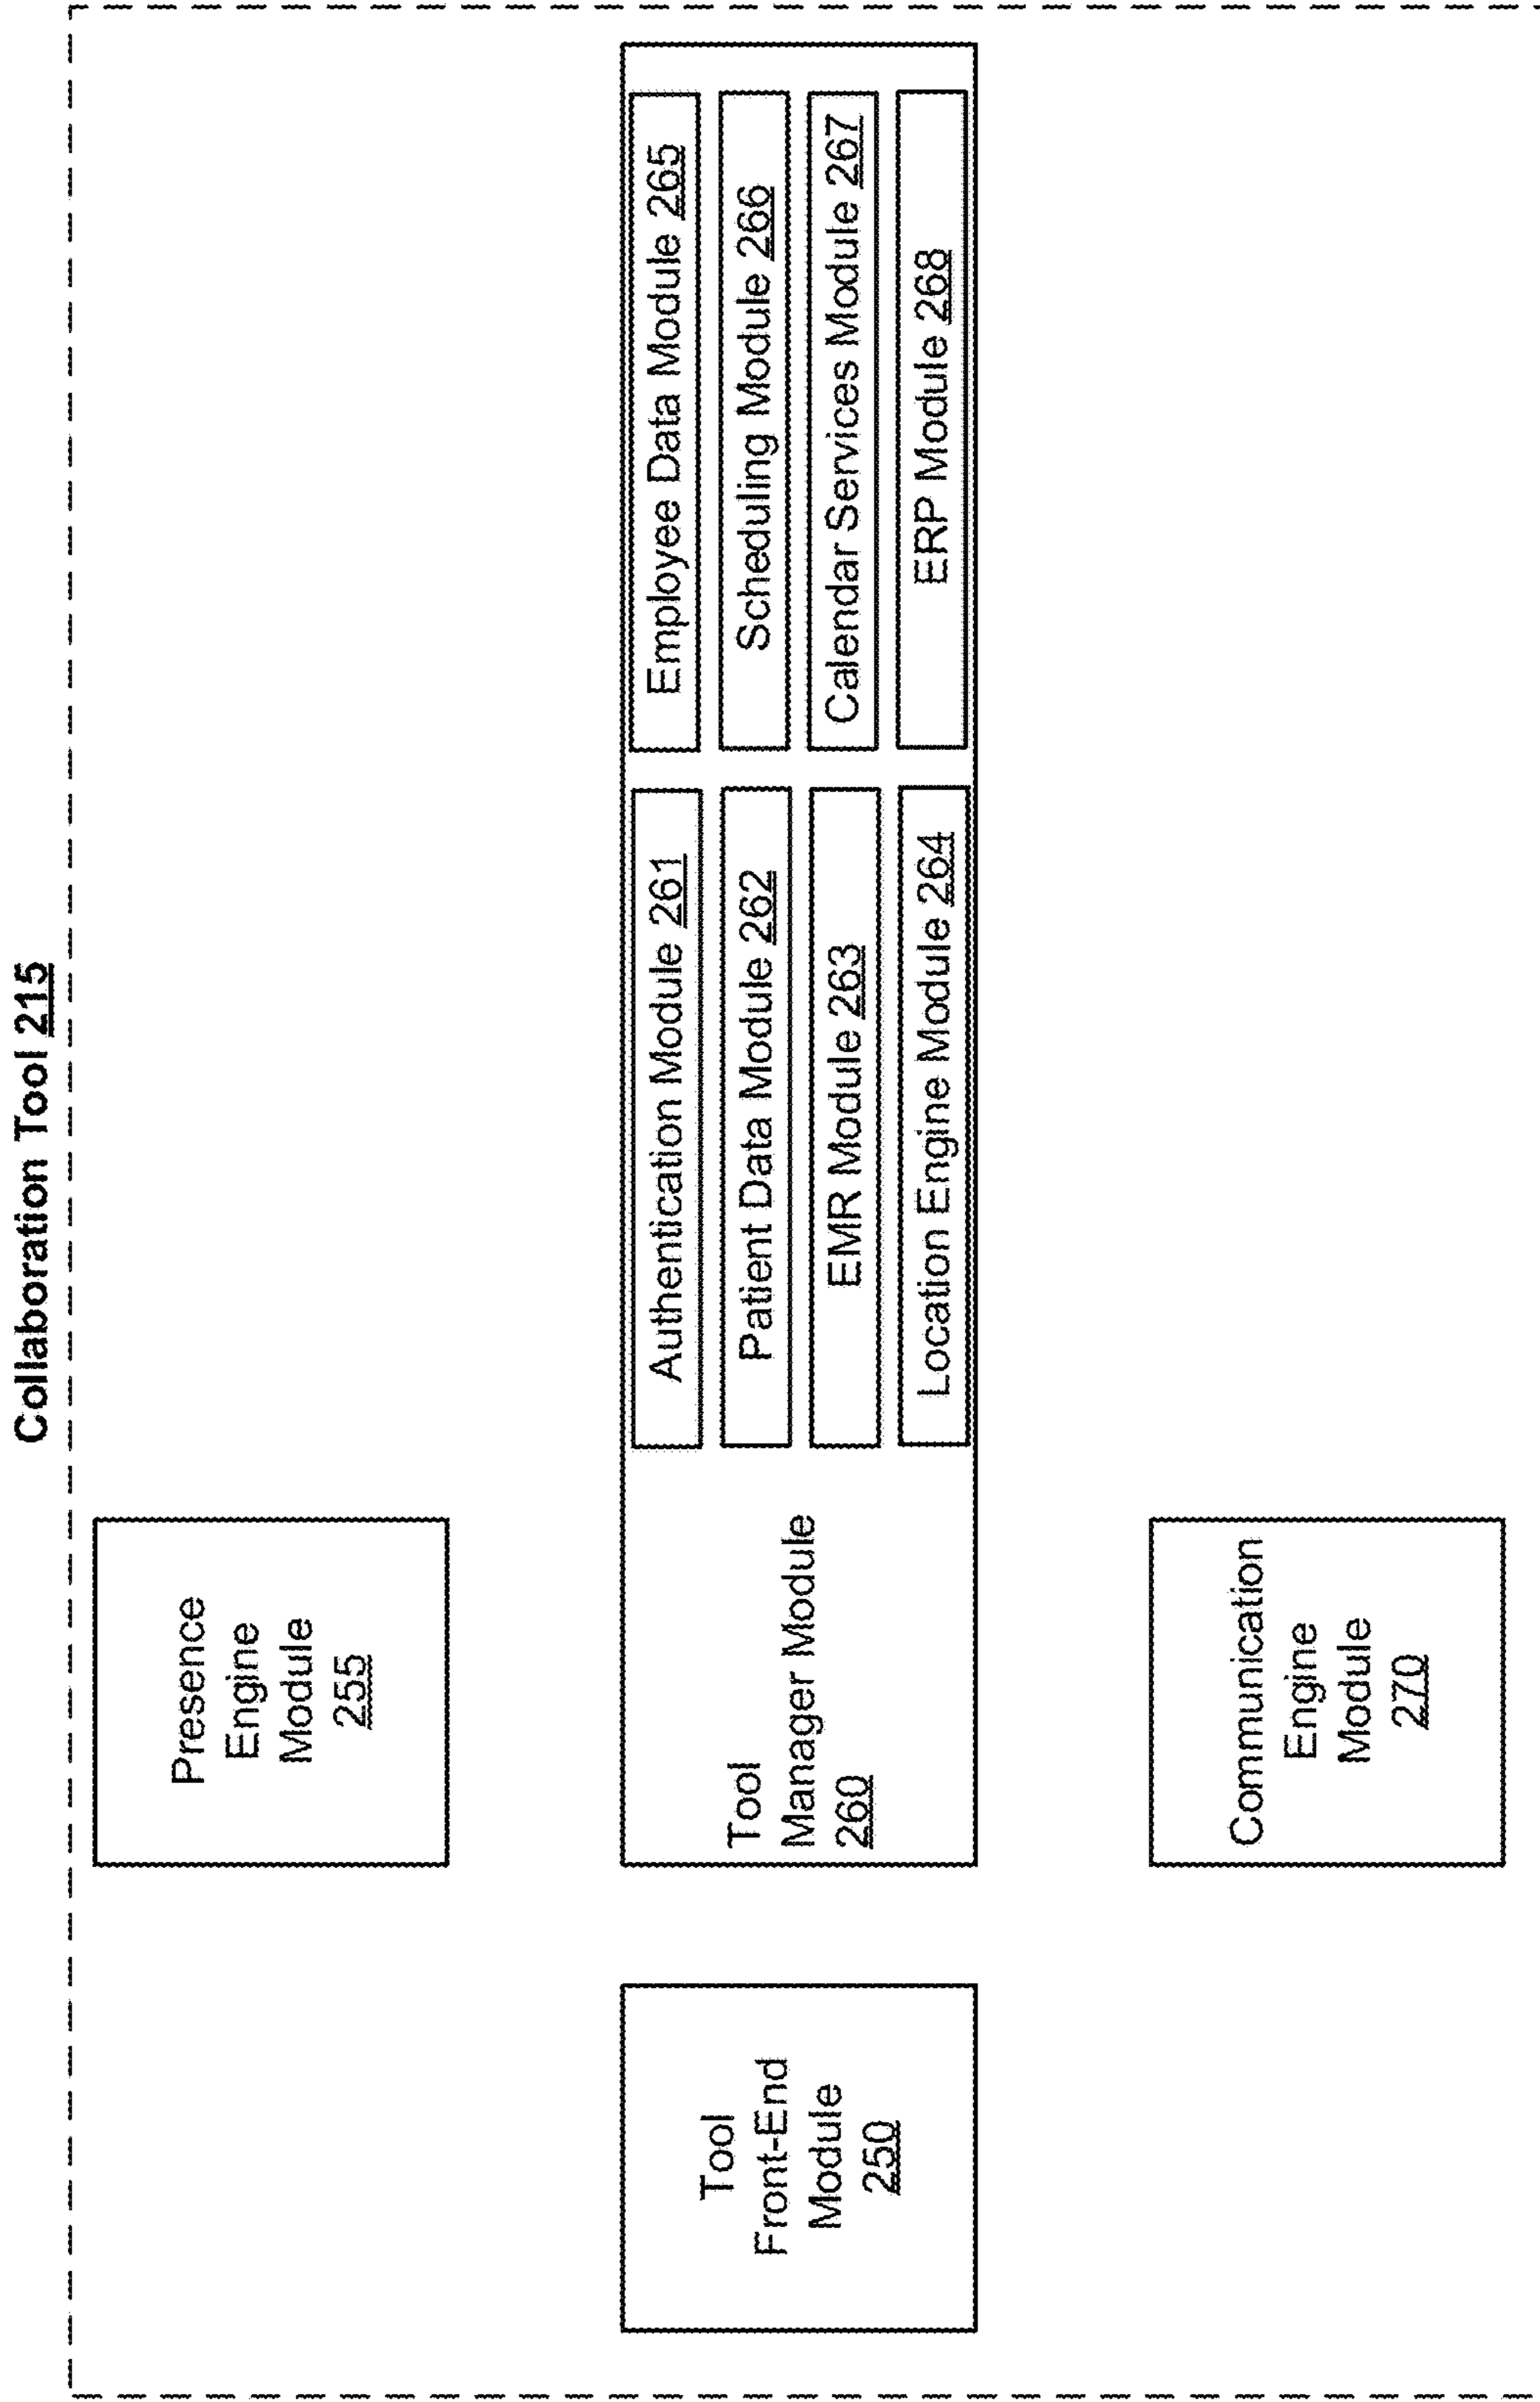 Collaboration Tool 215
Presence
Engine
Module
255
Tool
Front-End
Module
250
Tool
Manager Module
260
Authentication Module 261
Patient Data Module 262
EMR Module 263
Location Engine Module 264
Employee Data Module 265
Scheduling Module 266
Calendar Services Module 267
ERP Module 268
Communication
Engine
Module
270